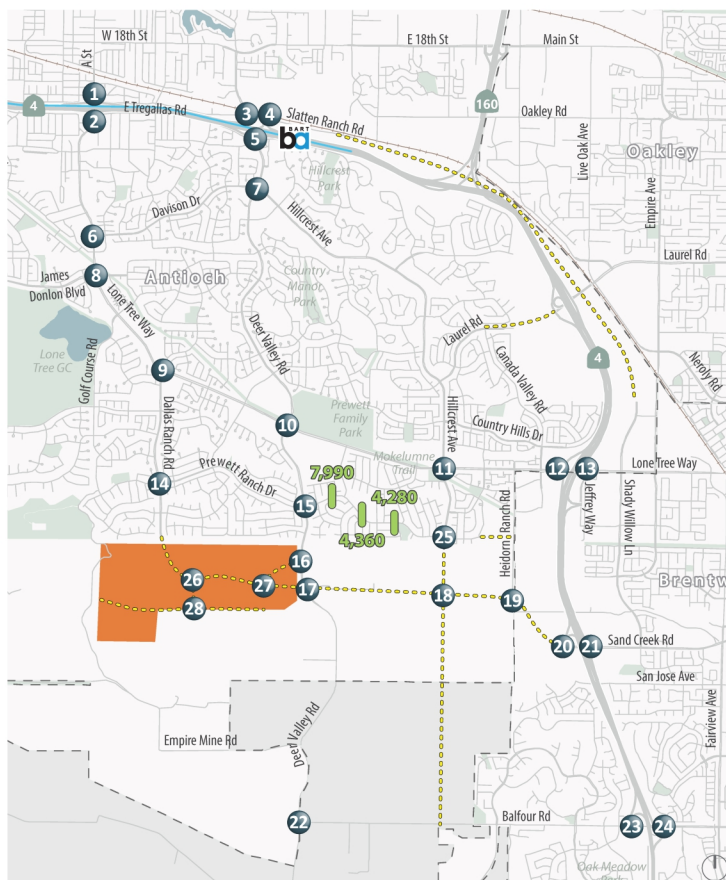 W 18th St
E 18th St
Main St
A St
1
4
E Tregallas Rd
2
3
4
Slatten Ranch Rd
5
BART
ba
160
Oakley Rd
Live Oak Ave
Oakley
Empire Ave
Hillcrest
Park
7
Davison Dr
Hillcrest Ave
6
Laurel Rd
James
Donlon Blvd
8
Antioch
Country
Manor
Park
Lone Tree Way
Lone
Tree GC
Golf Course Rd
Deer Valley Rd
Laurel Rd
Canada Valley Rd
4
Neroly Rd
9
Dallas Ranch Rd
Prewett
Family
Park
Hillcrest Ave
Country Hills Dr
10
Mokelumne
Trail
11
12
13
Lone Tree Way
14
Prewett Ranch Dr
7,990
15
4,280
4,360
Heidorn Ranch Rd
Jeffrey Way
Shady Willow Ln
25
16
26
27
17
18
19
28
Brentw
20
21
Sand Creek Rd
San Jose Ave
Fairview Ave
Empire Mine Rd
Deer Valley Rd
22
Balfour Rd
23
24
Oak Meadow